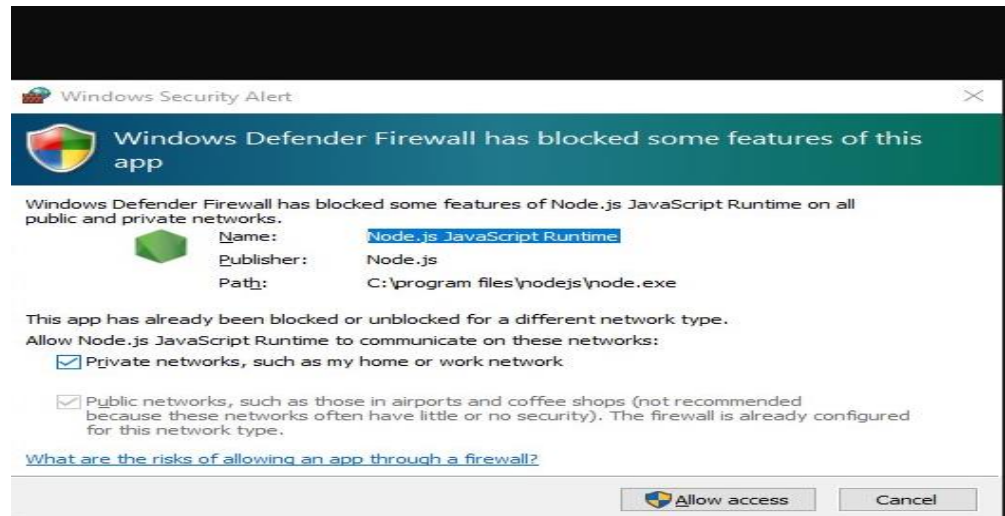 Windows Security Alert
Windows Defender Firewall has blocked some features of this
app
Windows Defender Firewall has blocked some features of Node.js JavaScript Runtime on all
public and private networks.
Name: Node.js JavaScript Runtime
Publisher: Node.js
Path: C:\program files\nodejs\node.exe
This app has already been blocked or unblocked for a different network type.
Allow Node.js JavaScript Runtime to communicate on these networks:
Private networks, such as my home or work network
Public networks, such as those in airports and coffee shops (not recommended
because these networks often have little or no security). The firewall is already configured
for this network type.
What are the risks of allowing an app through a firewall?
Allow access Cancel